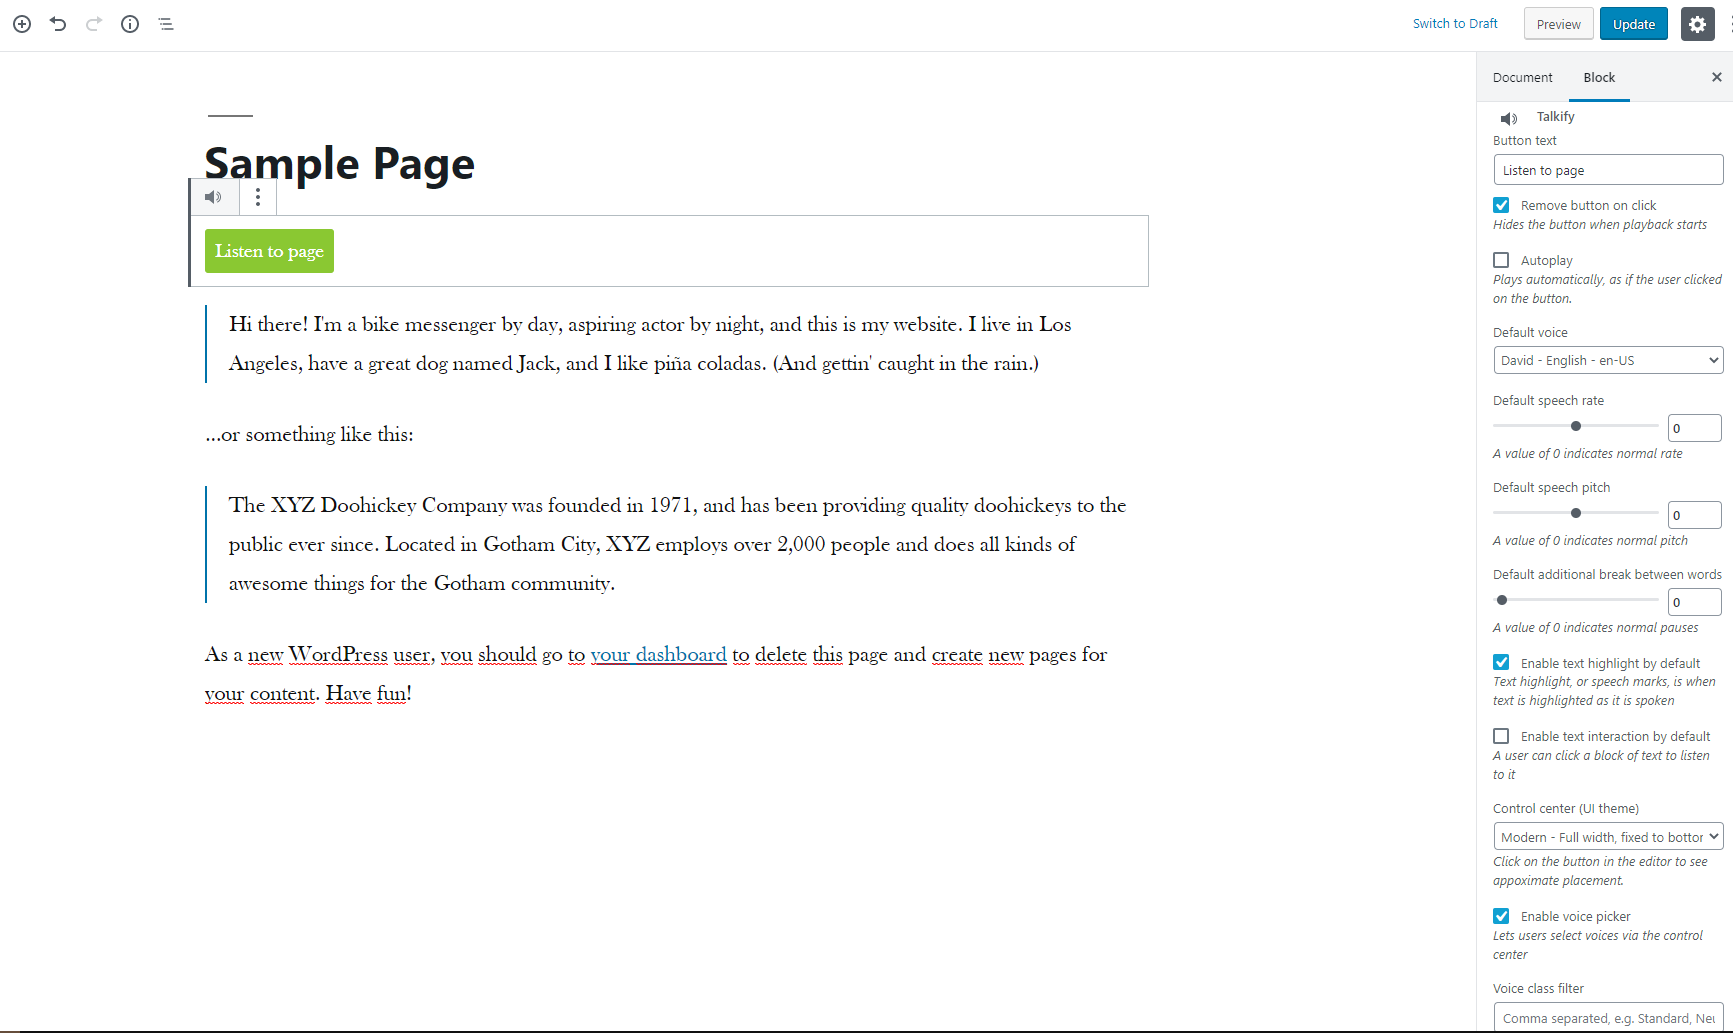 Switch to Draft
Preview
Update
Document
Block
Sample Page
Listen to page
Hi there! I'm a bike messenger by day, aspiring actor by night, and this is my website. I live in Los
Angeles, have a great dog named Jack, and I like piña coladas. (And gettin' caught in the rain.)
...or something like this:
The XYZ Doohickey Company was founded in 1971, and has been providing quality doohickeys to the
public ever since. Located in Gotham City, XYZ employs over 2,000 people and does all kinds of
awesome things for the Gotham community.
As a new WordPress user, you should go to your dashboard to delete this page and create new pages for
your content. Have fun!
Talkify
Button text
Listen to page
Remove button on click
Hides the button when playback starts
Autoplay
Plays automatically, as if the user clicked
on the button.
Default voice
David - English - en-US
Default speech rate
0
A value of 0 indicates normal rate
Default speech pitch
0
A value of 0 indicates normal pitch
Default additional break between words
0
A value of 0 indicates normal pauses
Enable text highlight by default
Text highlight, or speech marks, is when
text is highlighted as it is spoken
Enable text interaction by default
A user can click a block of text to listen
to it
Control center (UI theme)
Modern - Full width, fixed to bottor
Click on the button in the editor to see
appoximate placement.
Enable voice picker
Lets users select voices via the control
center
Voice class filter
Comma separated, e.g. Standard, Neu